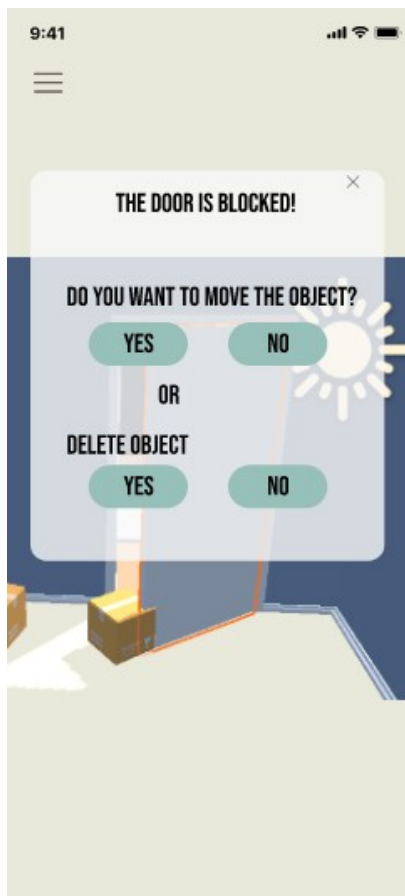 9:41
THE DOOR IS BLOCKED!
DO YOU WANT TO MOVE THE OBJECT?
YES NO
OR
DELETE OBJECT
YES NO